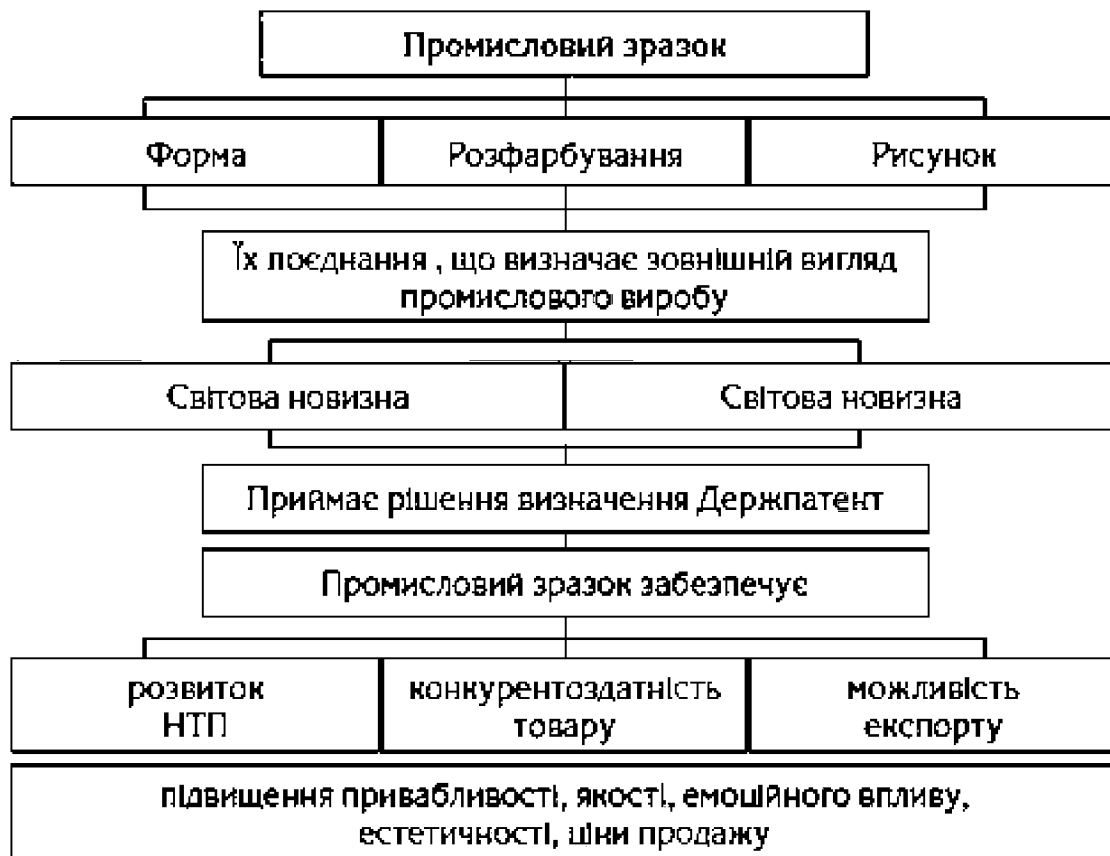 Промисловий зразок
Форма
Розфарбування
Рисунок
Їх поєднання , що визначає зовнішній вигляд
промислового виробу
Світова новизна
Світова новизна
Приймає рішення визначення Держпатент
Промисловий зразок забезпечує
розвиток
НТП
конкурентоздатність
товару
можливість
експорту
підвищення привабливості, якості, емоційного впливу,
естетичності, ціни продажу